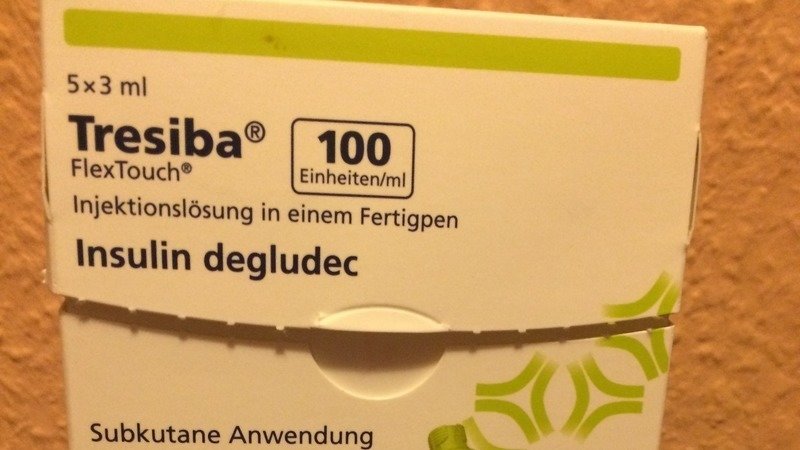 5×3 ml
Tresiba®
FlexTouch®
100
Einheiten/ml
Injektionslösung in einem Fertigpen
Insulin degludec
Subkutane Anwendung